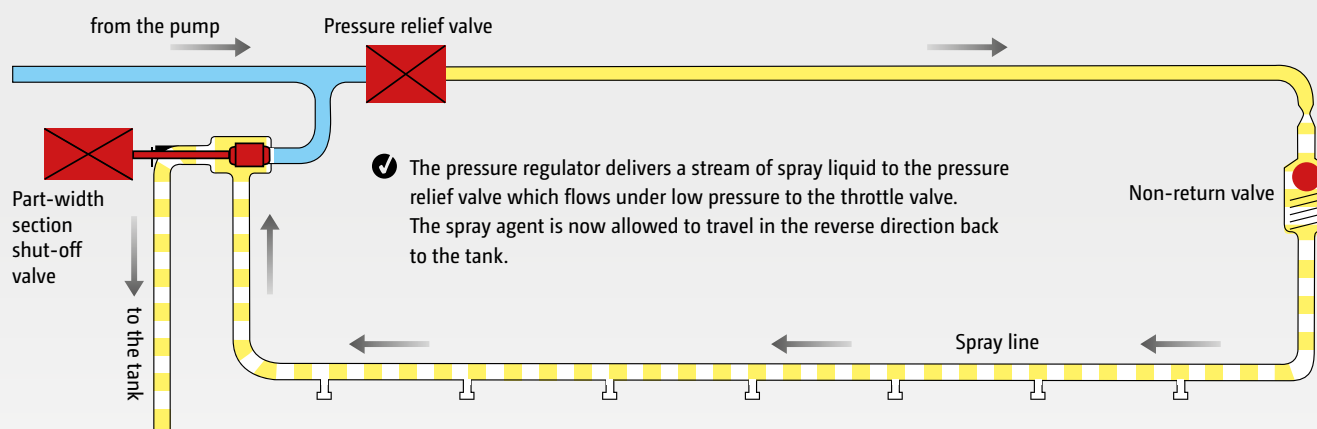 from the pump
Pressure relief valve
The pressure regulator delivers a stream of spray liquid to the pressure
relief valve which flows under low pressure to the throttle valve.
The spray agent is now allowed to travel in the reverse direction back
to the tank.
Non-return valve
Part-width
section
shut-off
valve
to the tank
Spray line